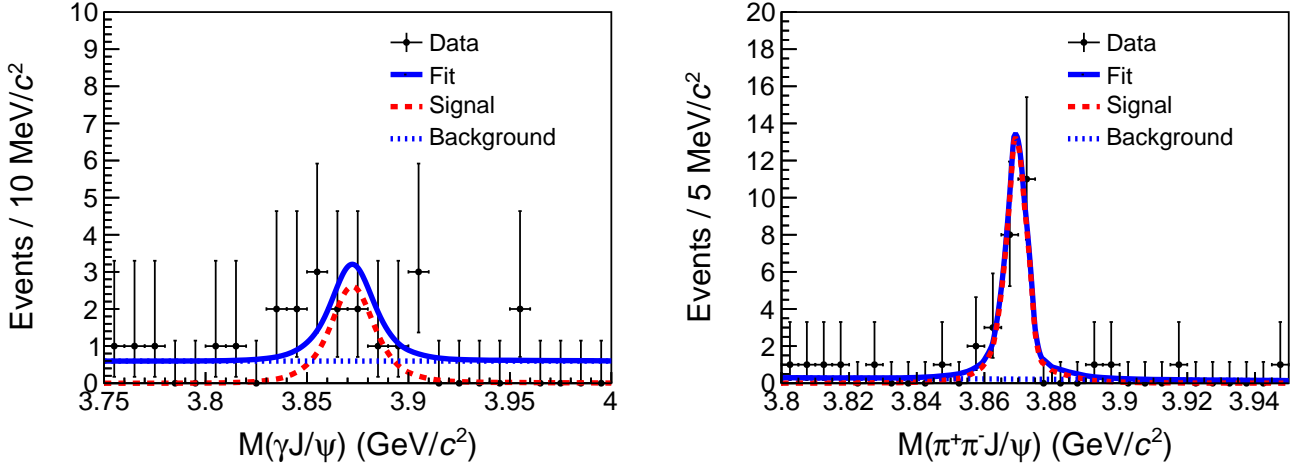 Events / 10 MeV/c²
10
9
8
7
6
5
4
3
2
1
0
Data
Fit
Signal
Background
3.75 3.8 3.85 3.9 3.95 4
M(γJ/ψ) (GeV/c²)
Events / 5 MeV/c²
20
18
16
14
12
10
8
6
4
2
0
Data
Fit
Signal
Background
3.8 3.82 3.84 3.86 3.88 3.9 3.92 3.94
M(π⁺π⁻J/ψ) (GeV/c²)